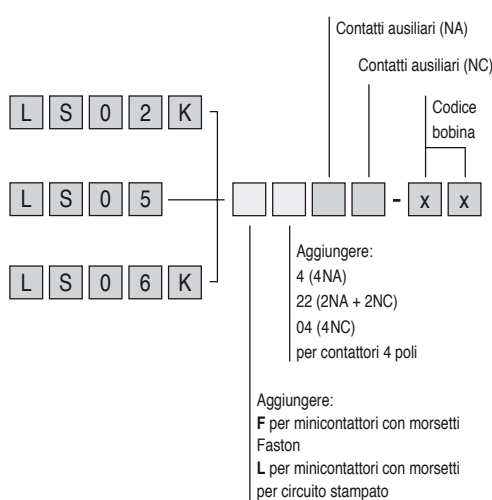 Contatti ausiliari (NA)
Contatti ausiliari (NC)
Codice
bobina
L S 0 2 K
L S 0 5
- x x
L S 0 6 K
Aggiungere:
4 (4NA)
22 (2NA + 2NC)
04 (4NC)
per contattori 4 poli
Aggiungere:
F per minicontattori con morsetti
Faston
L per minicontattori con morsetti
per circuito stampato